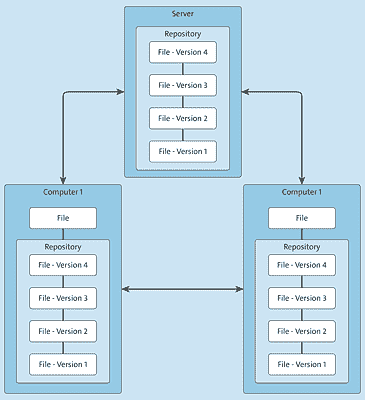 Server
Repository
File - Version 4
File - Version 3
File - Version 2
File - Version 1
Computer 1
File
Repository
File - Version 4
File - Version 3
File - Version 2
File - Version 1
Computer 1
File
Repository
File - Version 4
File - Version 3
File - Version 2
File - Version 1